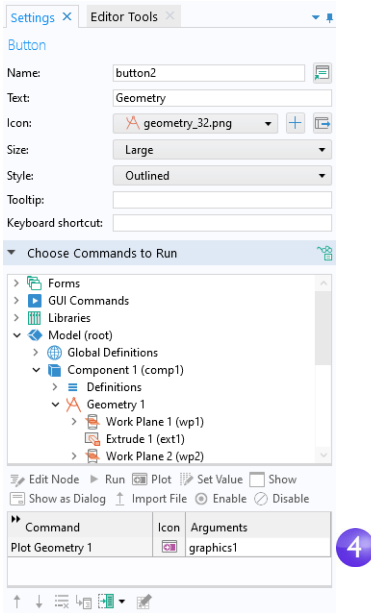 Settings Editor Tools
Button
Name: button2
Text: Geometry
Icon: geometry_32.png
Size: Large
Style: Outlined
Tooltip:
Keyboard shortcut:
Choose Commands to Run
Forms
GUI Commands
Libraries
Model (root)
Global Definitions
Component 1 (comp1)
Definitions
Geometry 1
Work Plane 1 (wp1)
Extrude 1 (ext1)
Work Plane 2 (wp2)
Edit Node Run Plot Set Value Show
Show as Dialog Import File Enable Disable
Command Icon Arguments
Plot Geometry 1 graphics1
4